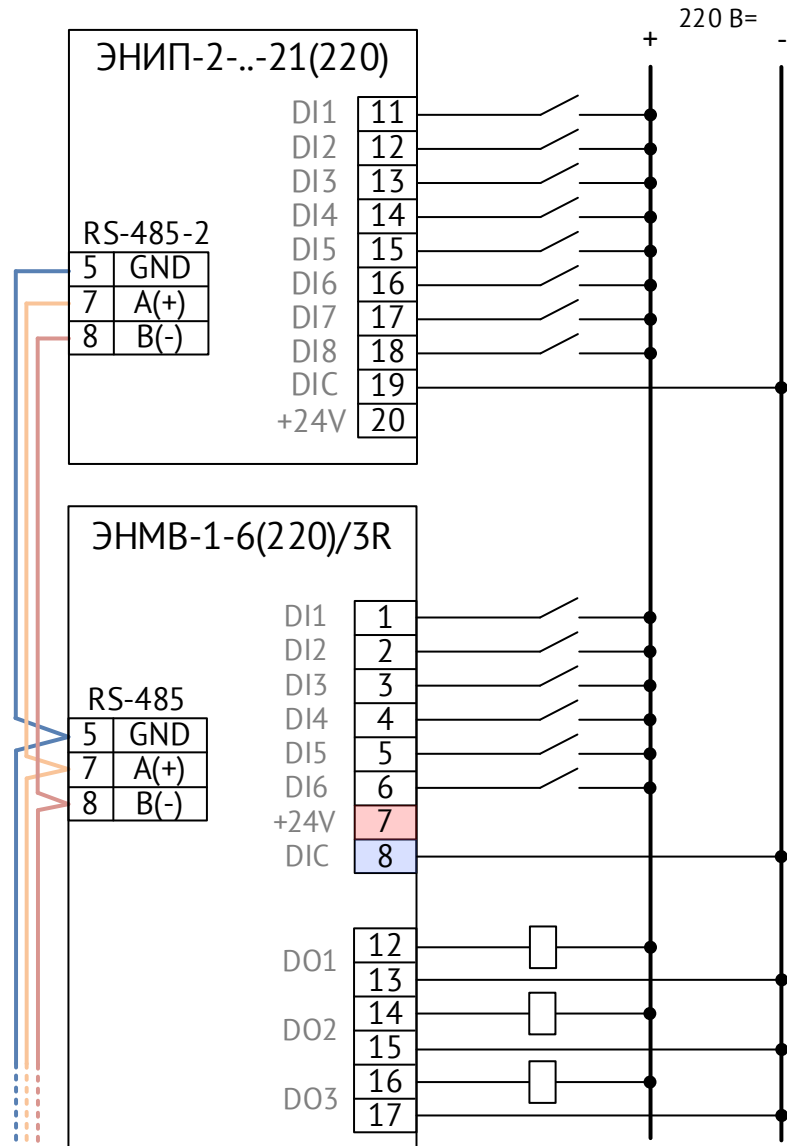 220 В=
+ -
ЭНИП-2-..-21(220)
DI1 11
DI2 12
DI3 13
DI4 14
DI5 15
DI6 16
DI7 17
DI8 18
DIC 19
+24V 20
RS-485-2
5 GND
7 A(+)
8 B(-)
ЭНМВ-1-6(220)/3R
DI1 1
DI2 2
DI3 3
DI4 4
DI5 5
DI6 6
+24V 7
DIC 8
RS-485
5 GND
7 A(+)
8 B(-)
DO1 12
13
DO2 14
15
DO3 16
17